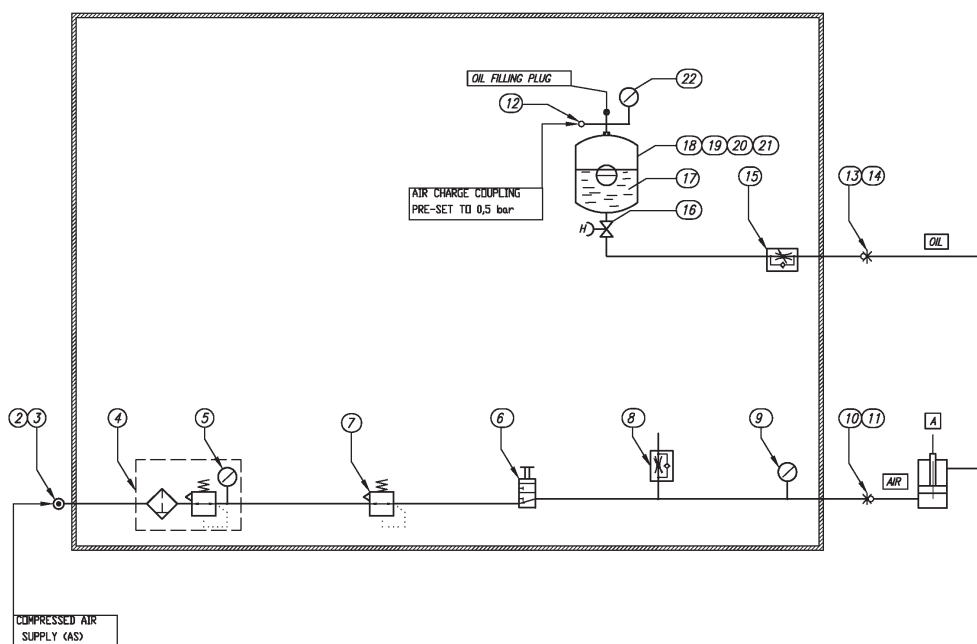 OIL FILLING PLUG
22
12
18 19 20 21
17
AIR CHARGE COUPLING
PRE-SET TO 0,5 bar
16
H
15
13 14
OIL
2 3
4
5
7
6
8
9
10 11
A
AIR
COMPRESSED AIR
SUPPLY (AS)